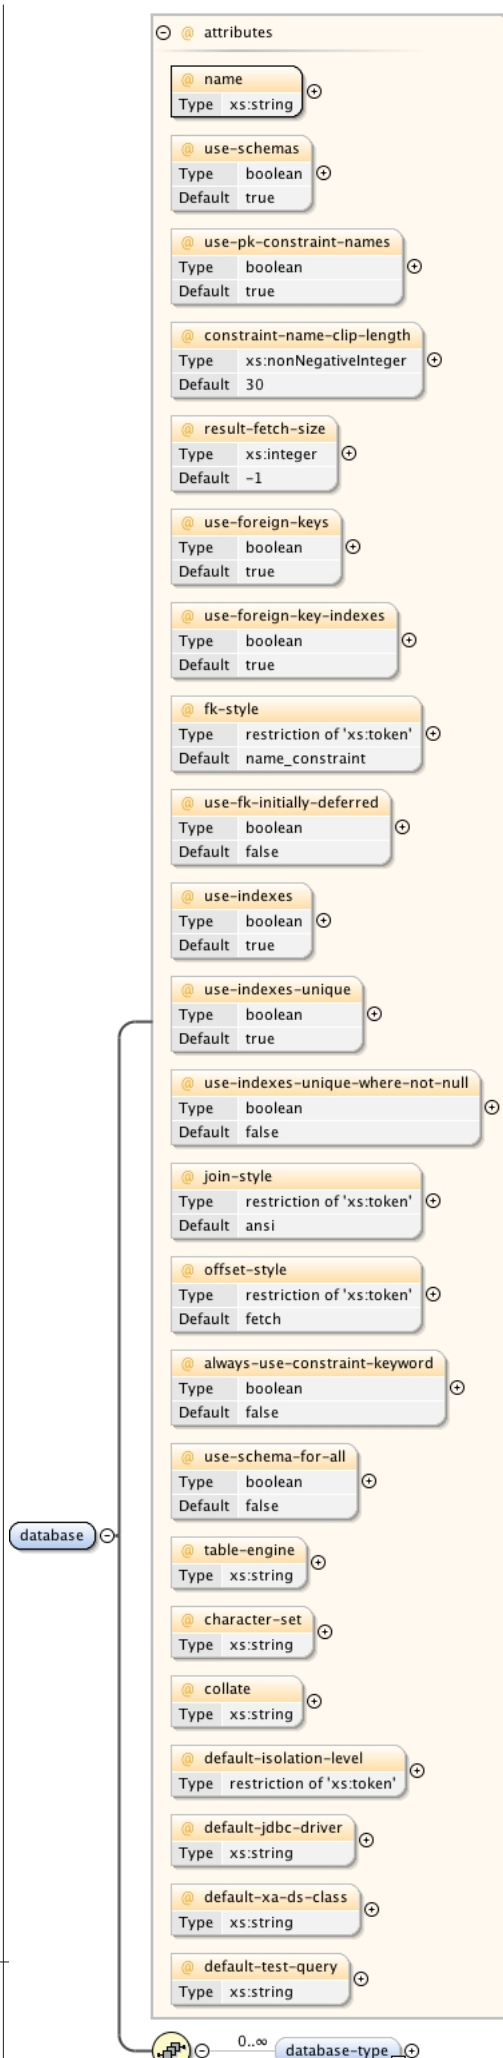 @ attributes
@ name
Type xs:string
@ use-schemas
Type boolean
Default true
@ use-pk-constraint-names
Type boolean
Default true
@ constraint-name-clip-length
Type xs:nonNegativeInteger
Default 30
@ result-fetch-size
Type xs:integer
Default -1
@ use-foreign-keys
Type boolean
Default true
@ use-foreign-key-indexes
Type boolean
Default true
@ fk-style
Type restriction of 'xs:token'
Default name_constraint
@ use-fk-initially-deferred
Type boolean
Default false
@ use-indexes
Type boolean
Default true
@ use-indexes-unique
Type boolean
Default true
@ use-indexes-unique-where-not-null
Type boolean
Default false
@ join-style
Type restriction of 'xs:token'
Default ansi
@ offset-style
Type restriction of 'xs:token'
Default fetch
@ always-use-constraint-keyword
Type boolean
Default false
@ use-schema-for-all
Type boolean
Default false
database
@ table-engine
Type xs:string
@ character-set
Type xs:string
@ collate
Type xs:string
@ default-isolation-level
Type restriction of 'xs:token'
@ default-jdbc-driver
Type xs:string
@ default-xa-ds-class
Type xs:string
@ default-test-query
Type xs:string
0..∞
database-type